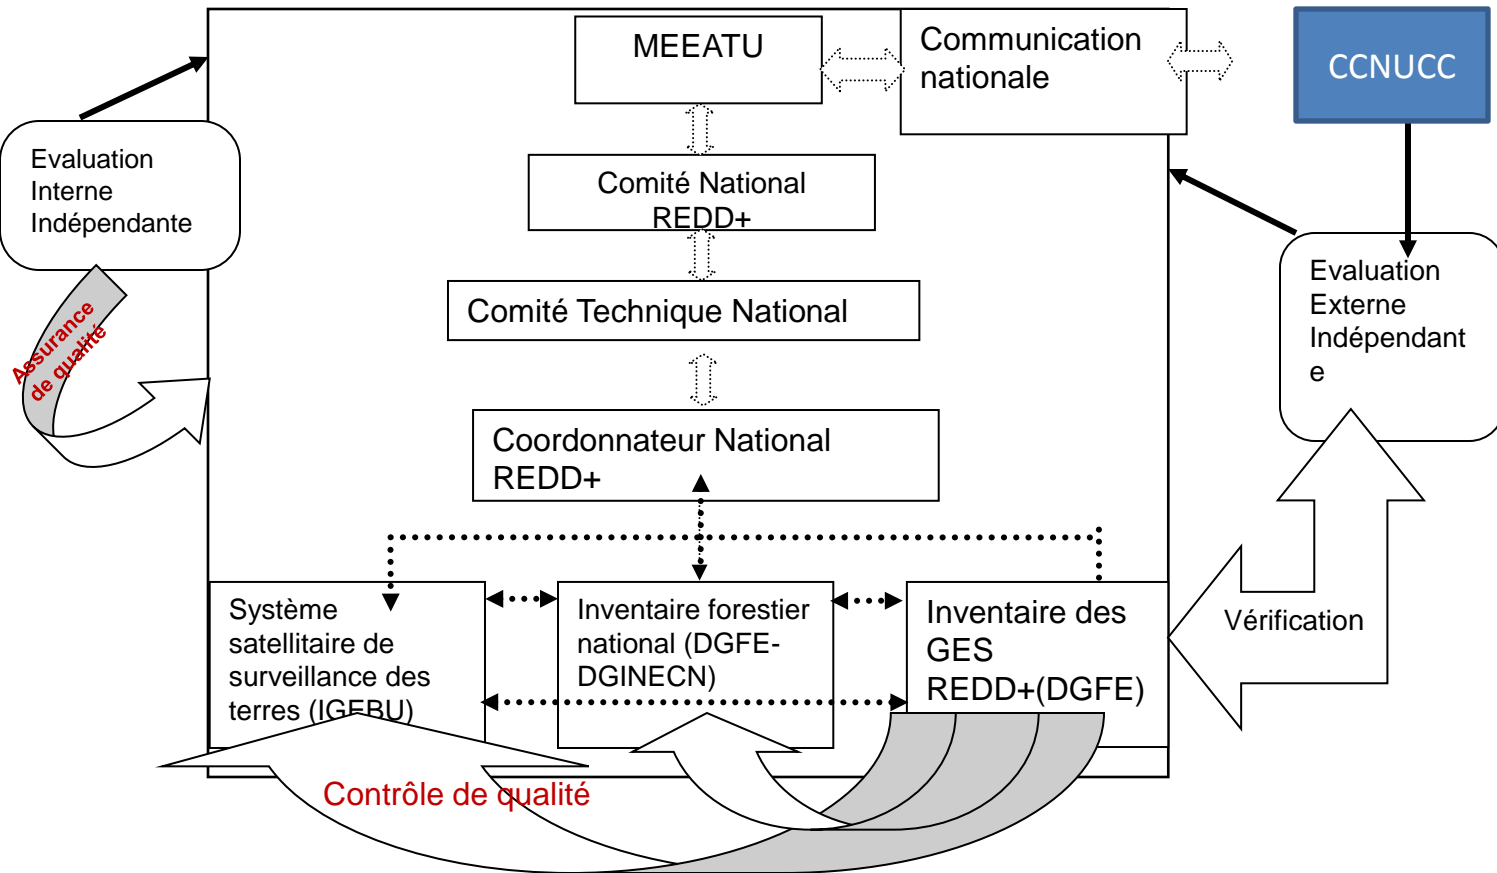 MEEATU
Communication
nationale
CCNUCC
Evaluation
Interne
Indépendante
Comité National
REDD+
Evaluation
Externe
Indépendant
e
Comité Technique National
Assurance
de qualité
Coordonnateur National
REDD+
Système
satellitaire de
surveillance des
terres (IGEBU)
Inventaire forestier
national (DGFE-
DGINECN)
Inventaire des
GES
REDD+(DGFE)
Vérification
Contrôle de qualité